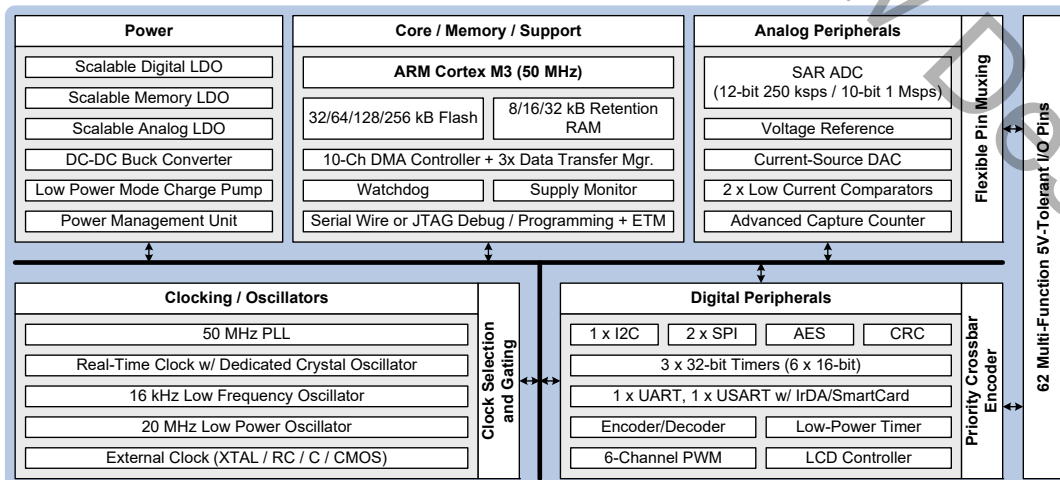 Power
Scalable Digital LDO
Scalable Memory LDO
Scalable Analog LDO
DC-DC Buck Converter
Low Power Mode Charge Pump
Power Management Unit
Core / Memory / Support
ARM Cortex M3 (50 MHz)
32/64/128/256 kB Flash
8/16/32 kB Retention
RAM
10-Ch DMA Controller + 3x Data Transfer Mgr.
Watchdog
Supply Monitor
Serial Wire or JTAG Debug / Programming + ETM
Analog Peripherals
SAR ADC
(12-bit 250 ksps / 10-bit 1 Msps)
Voltage Reference
Current-Source DAC
2 x Low Current Comparators
Advanced Capture Counter
Flexible Pin Muxing
62 Multi-Function 5V-Tolerant I/O Pins
Clocking / Oscillators
50 MHz PLL
Real-Time Clock w/ Dedicated Crystal Oscillator
16 kHz Low Frequency Oscillator
20 MHz Low Power Oscillator
External Clock (XTAL / RC / C / CMOS)
Clock Selection
and Gating
Digital Peripherals
1 x I2C
2 x SPI
AES
CRC
3 x 32-bit Timers (6 x 16-bit)
1 x UART, 1 x USART w/ IrDA/SmartCard
Encoder/Decoder
Low-Power Timer
6-Channel PWM
LCD Controller
Priority Crossbar
Encoder